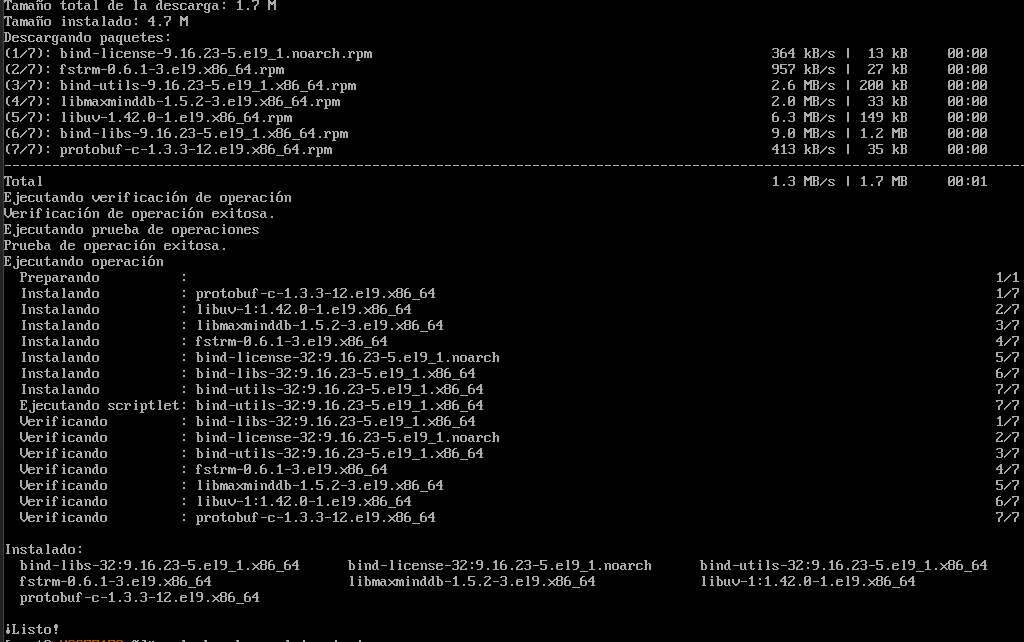 Tamaño total de la descarga: 1.7 M
Tamaño instalado: 4.7 M
Descargando paquetes:
(1/7): bind-license-9.16.23-5.el9_1.noarch.rpm 364 kB/s | 13 kB 00:00
(2/7): fstrm-0.6.1-3.el9.x86_64.rpm 957 kB/s | 27 kB 00:00
(3/7): bind-utils-9.16.23-5.el9_1.x86_64.rpm 2.6 MB/s | 200 kB 00:00
(4/7): libmaxminddb-1.5.2-3.el9.x86_64.rpm 2.0 MB/s | 33 kB 00:00
(5/7): libuv-1.42.0-1.el9.x86_64.rpm 6.3 MB/s | 149 kB 00:00
(6/7): bind-libs-9.16.23-5.el9_1.x86_64.rpm 9.0 MB/s | 1.2 MB 00:00
(7/7): protobuf-c-1.3.3-12.el9.x86_64.rpm 413 kB/s | 35 kB 00:00
--------------------------------------------------------------------------------
Total 1.3 MB/s | 1.7 MB 00:01
Ejecutando verificación de operación
Verificación de operación exitosa.
Ejecutando prueba de operaciones
Prueba de operación exitosa.
Ejecutando operación
Preparando : 1/1
Instalando : protobuf-c-1.3.3-12.el9.x86_64 1/7
Instalando : libuv-1:1.42.0-1.el9.x86_64 2/7
Instalando : libmaxminddb-1.5.2-3.el9.x86_64 3/7
Instalando : fstrm-0.6.1-3.el9.x86_64 4/7
Instalando : bind-license-32:9.16.23-5.el9_1.noarch 5/7
Instalando : bind-libs-32:9.16.23-5.el9_1.x86_64 6/7
Instalando : bind-utils-32:9.16.23-5.el9_1.x86_64 7/7
Ejecutando scriptlet: bind-utils-32:9.16.23-5.el9_1.x86_64 7/7
Verificando : bind-libs-32:9.16.23-5.el9_1.x86_64 1/7
Verificando : bind-license-32:9.16.23-5.el9_1.noarch 2/7
Verificando : bind-utils-32:9.16.23-5.el9_1.x86_64 3/7
Verificando : fstrm-0.6.1-3.el9.x86_64 4/7
Verificando : libmaxminddb-1.5.2-3.el9.x86_64 5/7
Verificando : libuv-1:1.42.0-1.el9.x86_64 6/7
Verificando : protobuf-c-1.3.3-12.el9.x86_64 7/7
Instalado:
bind-libs-32:9.16.23-5.el9_1.x86_64 bind-license-32:9.16.23-5.el9_1.noarch bind-utils-32:9.16.23-5.el9_1.x86_64
fstrm-0.6.1-3.el9.x86_64 libmaxminddb-1.5.2-3.el9.x86_64 libuv-1:1.42.0-1.el9.x86_64
protobuf-c-1.3.3-12.el9.x86_64
¡Listo!